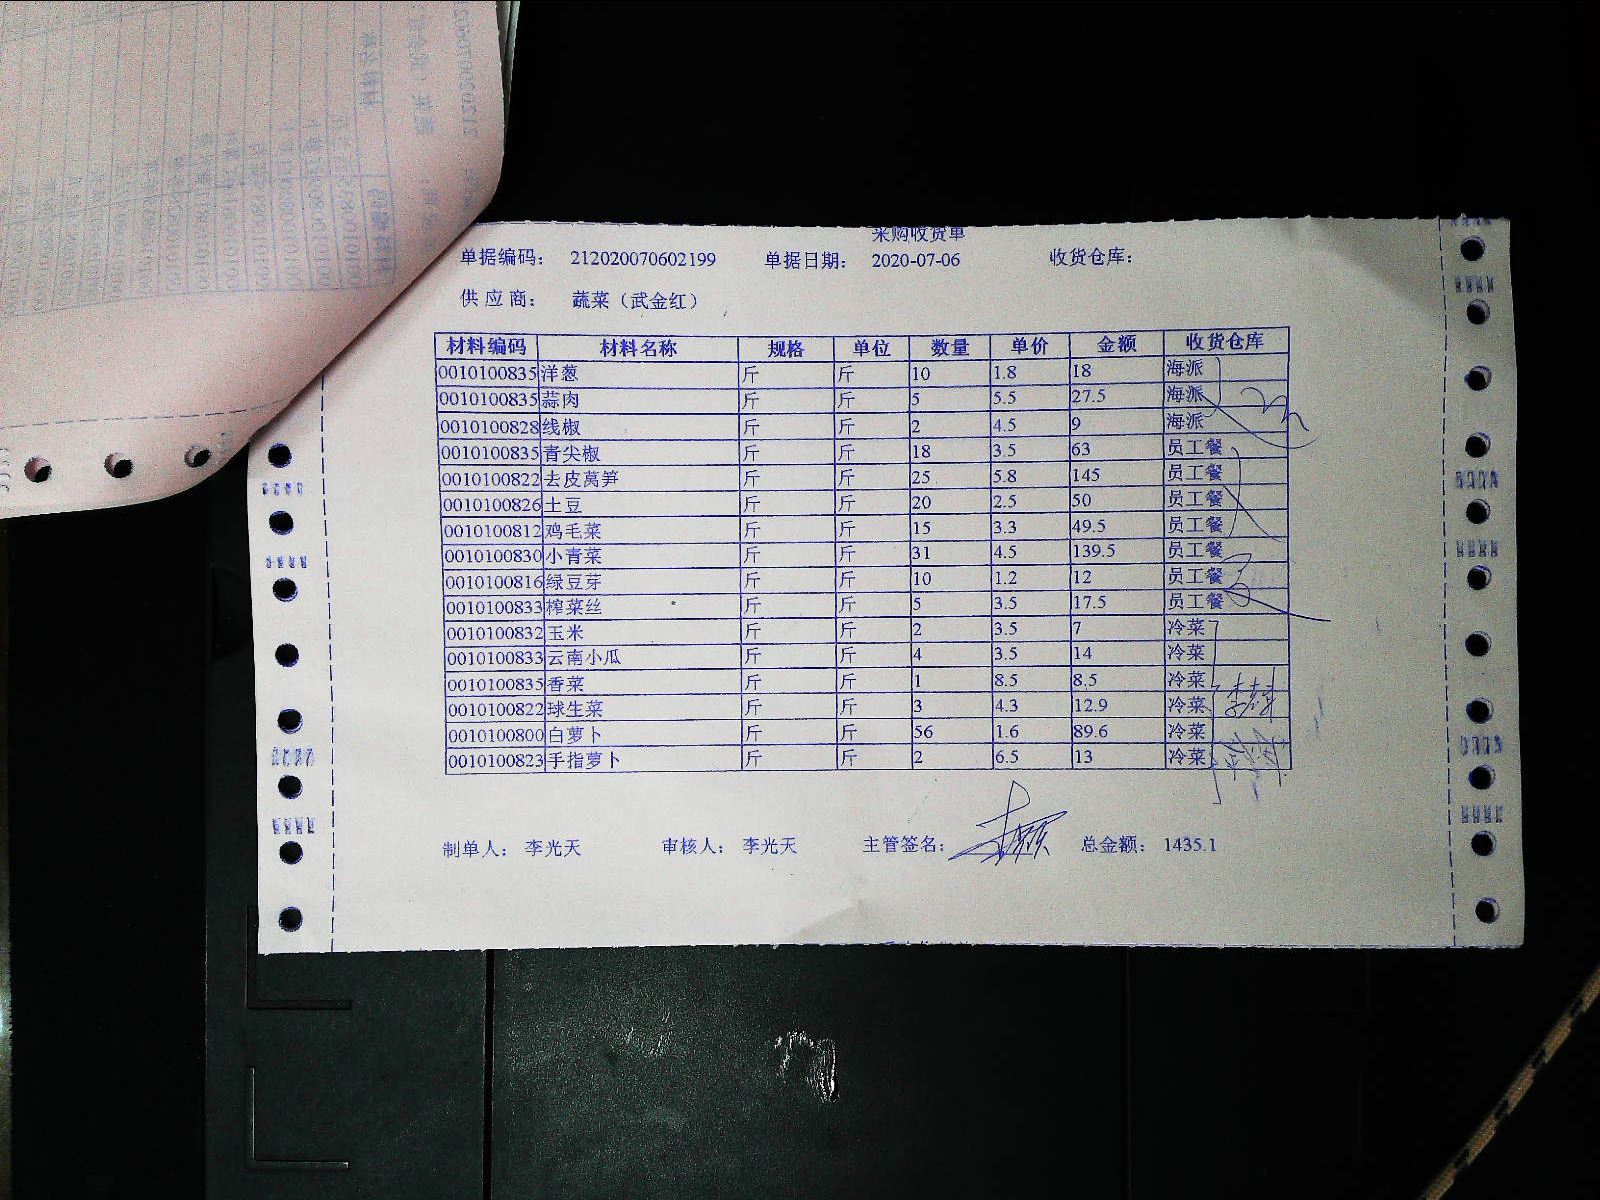 采购收货单
单据编码: 212020070602199 单据日期: 2020-07-06 收货仓库:
供应商: 蔬菜（武金红）
材料编码 材料名称 规格 单位 数量 单价 金额 收货仓库
0010100835 洋葱 斤 斤 10 1.8 18 海派
0010100835 蒜肉 斤 斤 5 5.5 27.5 海派
0010100828 线椒 斤 斤 2 4.5 9 海派
0010100835 青尖椒 斤 斤 18 3.5 63 员工餐
0010100822 去皮莴笋 斤 斤 25 5.8 145 员工餐
0010100826 土豆 斤 斤 20 2.5 50 员工餐
0010100812 鸡毛菜 斤 斤 15 3.3 49.5 员工餐
0010100830 小青菜 斤 斤 31 4.5 139.5 员工餐
0010100816 绿豆芽 斤 斤 10 1.2 12 员工餐
0010100833 榨菜丝 斤 斤 5 3.5 17.5 员工餐
0010100832 玉米 斤 斤 2 3.5 7 冷菜
0010100833 云南小瓜 斤 斤 4 3.5 14 冷菜
0010100835 香菜 斤 斤 1 8.5 8.5 冷菜
0010100822 球生菜 斤 斤 3 4.3 12.9 冷菜
0010100800 白萝卜 斤 斤 56 1.6 89.6 冷菜
0010100823 手指萝卜 斤 斤 2 6.5 13 冷菜
制单人: 李光天 审核人: 李光天 主管签名: 总金额: 1435.1